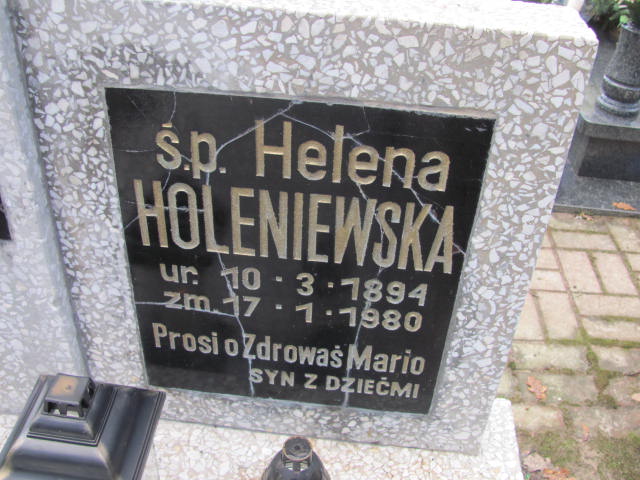 ś.p. Helena
HOLENIEWSKA
ur. 10 · 3 · 1894
zm. 17 · 1 · 1980
Prosi o Zdrowaś Mario
SYN Z DZIEĆMI